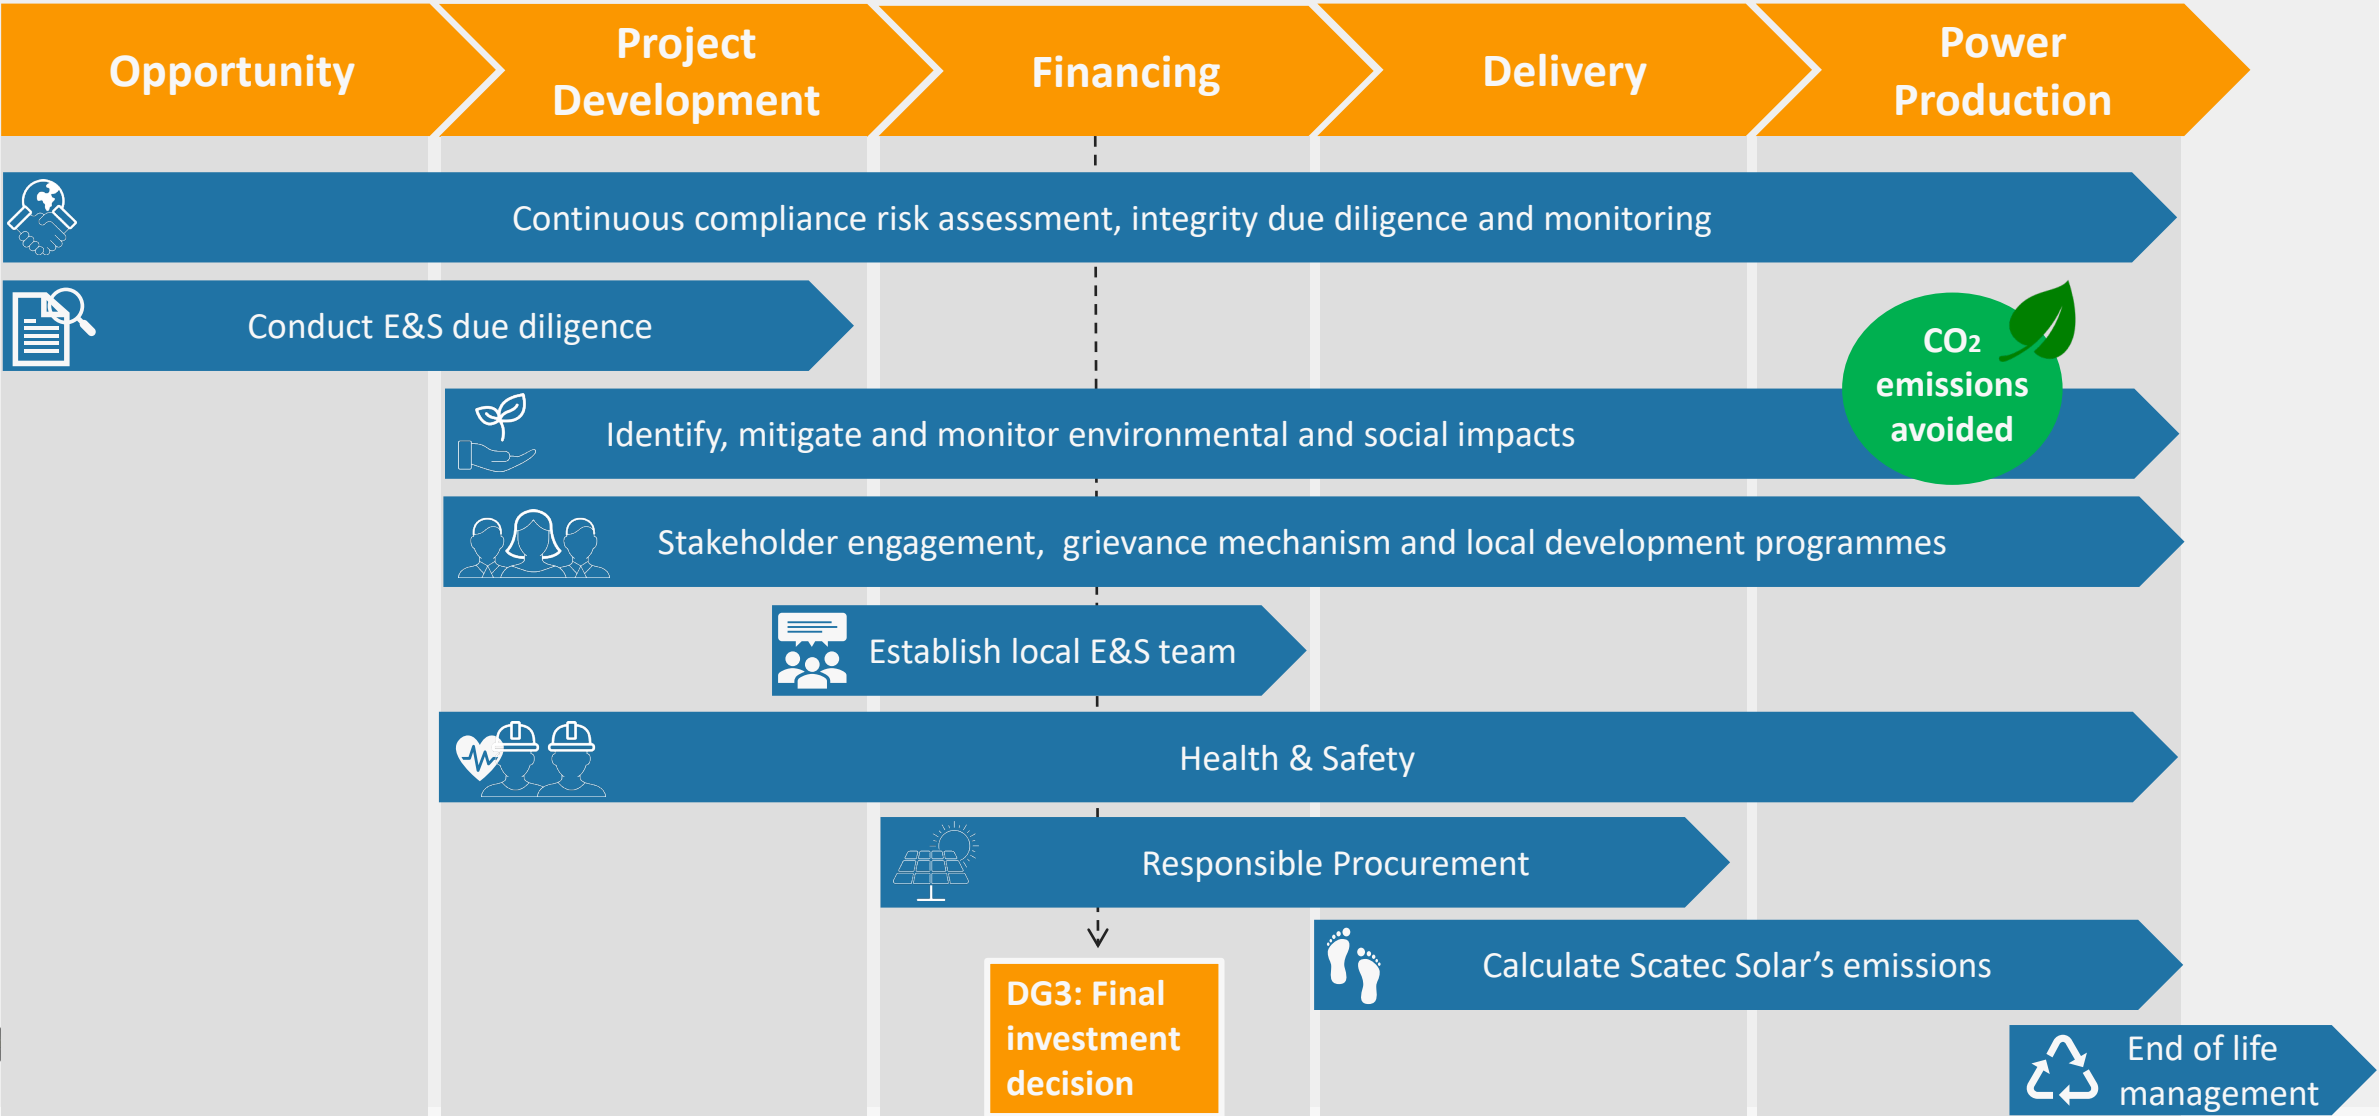 Opportunity
Project
Development
Financing
Delivery
Power
Production
Continuous compliance risk assessment, integrity due diligence and monitoring
Conduct E&S due diligence
CO₂
emissions
avoided
Identify, mitigate and monitor environmental and social impacts
Stakeholder engagement,  grievance mechanism and local development programmes
Establish local E&S team
Health & Safety
Responsible Procurement
Calculate Scatec Solar’s emissions
DG3: Final
investment
decision
End of life
management